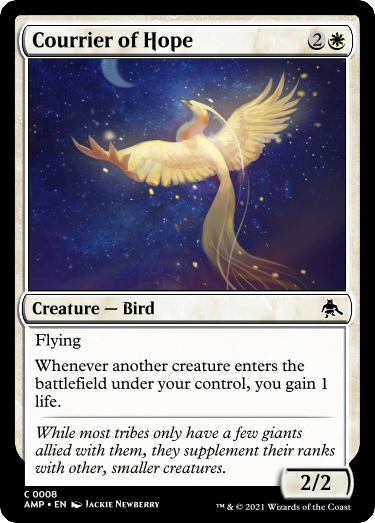 Courrier of Hope 2
Creature — Bird
Flying
Whenever another creature enters the
battlefield under your control, you gain 1
life.
While most tribes only have a few giants
allied with them, they supplement their ranks
with other, smaller creatures.
2/2
C 0008
AMP • EN Jackie Newberry
™ & © 2021 Wizards of the Coast